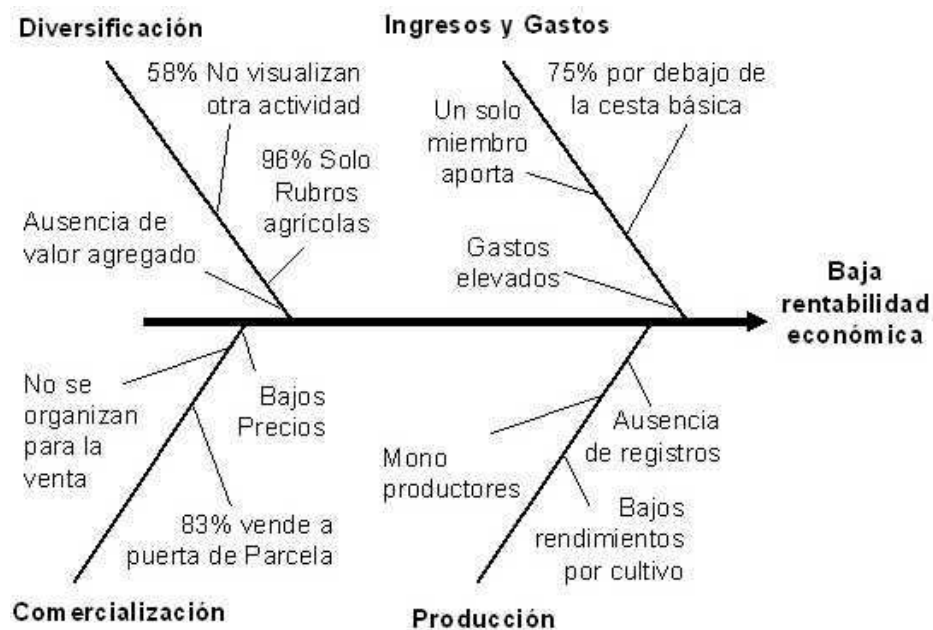 Diversificación
58% No visualizan
otra actividad
96% Solo
Rubros
agrícolas
Ausencia de
valor agregado
Ingresos y Gastos
75% por debajo de
la cesta básica
Un solo
miembro
aporta
Gastos
elevados
Baja
rentabilidad
económica
No se
organizan
para la
venta
Bajos
Precios
83% vende a
puerta de Parcela
Comercialización
Ausencia
de registros
Mono
productores
Bajos
rendimientos
por cultivo
Producción